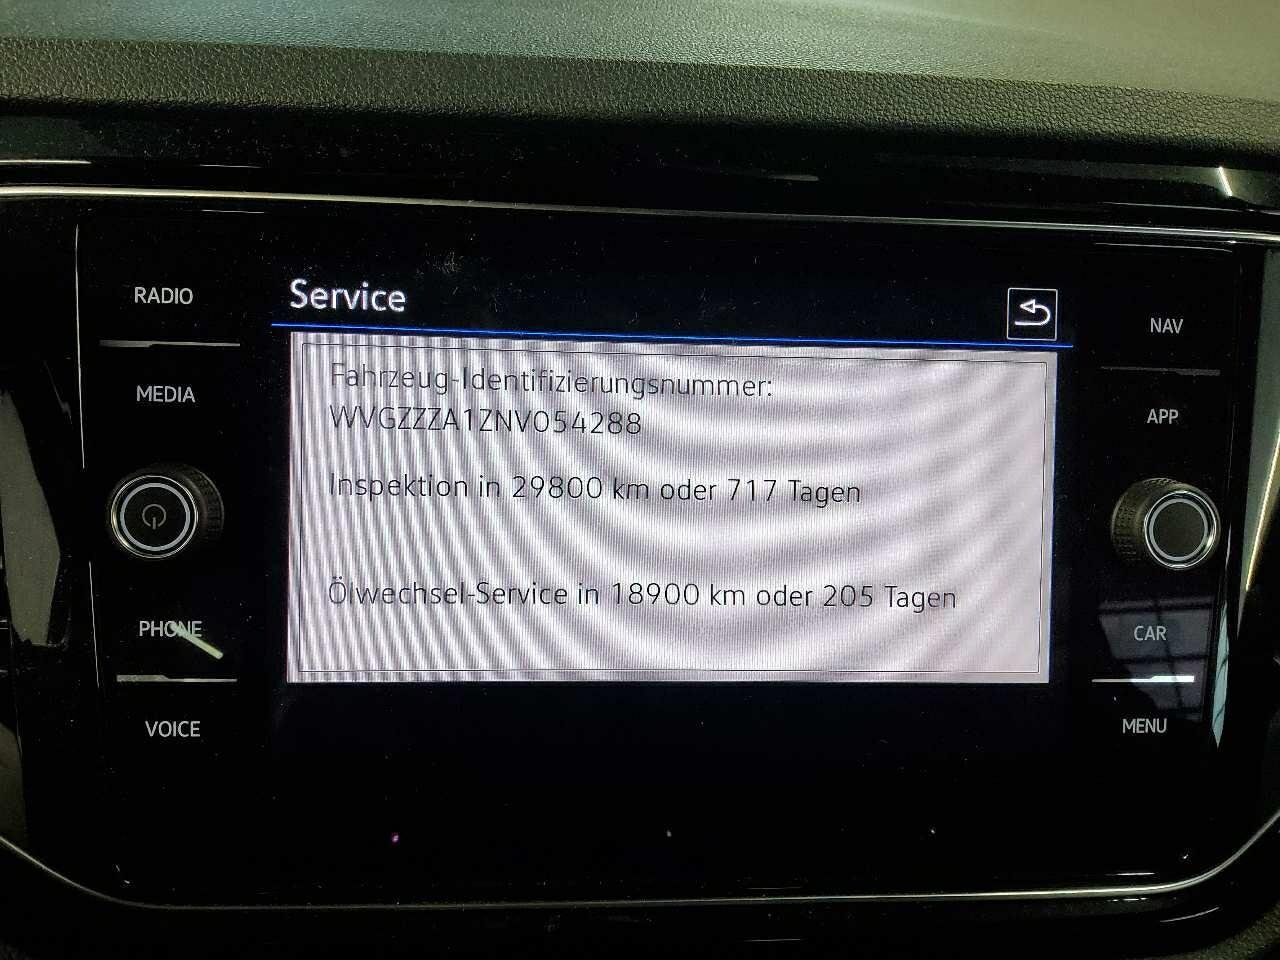 Service
RADIO
MEDIA
PHONE
VOICE
Fahrzeug-Identifizierungsnummer:
WVGZZZA1ZNV054288
Inspektion in 29800 km oder 717 Tagen
Ölwechsel-Service in 18900 km oder 205 Tagen
NAV
APP
CAR
MENU